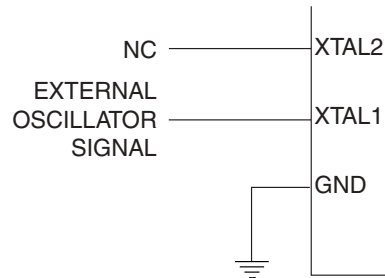 NC XTAL2
EXTERNAL
OSCILLATOR XTAL1
SIGNAL
GND